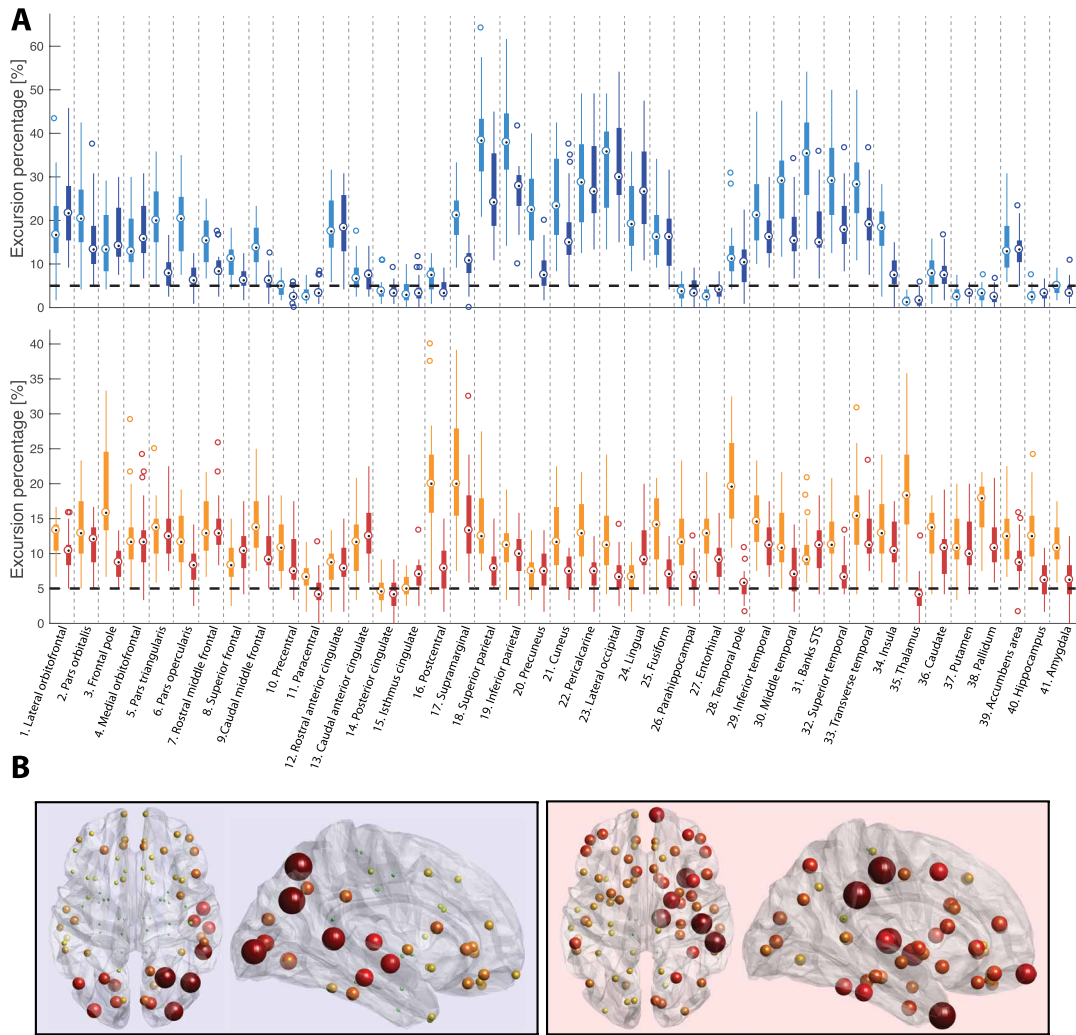 A
Excursion percentage [%]
60
50
40
30
20
10
0
Excursion percentage [%]
40
35
30
25
20
15
10
5
0
1. Lateral orbitofrontal
2. Pars orbitalis
3. Frontal pole
4. Medial orbitofrontal
5. Pars triangularis
6. Pars opercularis
7. Rostral middle frontal
8. Superior frontal
9.Caudal middle frontal
10. Precentral
11. Paracentral
12. Rostral anterior cingulate
13. Caudal anterior cingulate
14. Posterior cingulate
15. Isthmus cingulate
16. Postcentral
17. Supramarginal
18. Superior parietal
19. Inferior parietal
20. Precuneus
21. Cuneus
22. Pericalcarine
23. Lateral occipital
24. Lingual
25. Fusiform
26. Parahippocampal
27. Entorhinal
28. Temporal pole
29. Inferior temporal
30. Middle temporal
31. Banks STS
32. Superior temporal
33. Transverse temporal
34. Insula
35. Thalamus
36. Caudate
37. Putamen
38. Pallidum
39. Accumbens area
40. Hippocampus
41. Amygdala
B